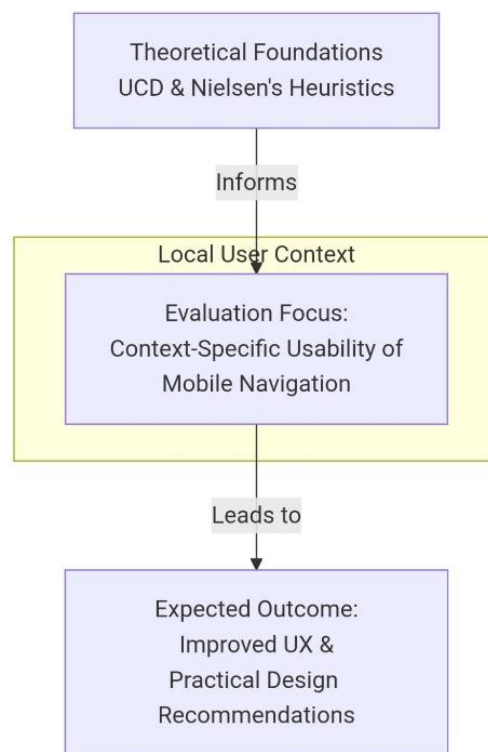 Theoretical Foundations
UCD & Nielsen's Heuristics
Informs
Local User Context
Evaluation Focus:
Context-Specific Usability of
Mobile Navigation
Leads to
Expected Outcome:
Improved UX &
Practical Design
Recommendations